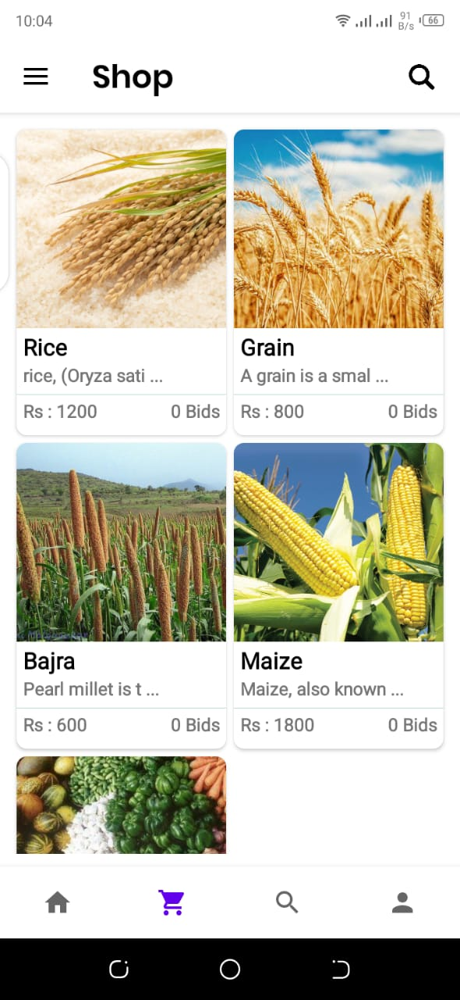 10:04
91
B/s
66
Shop
Rice
rice, (Oryza sati ...
Rs : 1200
0 Bids
Grain
A grain is a smal ...
Rs : 800
0 Bids
Bajra
Pearl millet is t ...
Rs : 600
0 Bids
Maize
Maize, also known ...
Rs : 1800
0 Bids